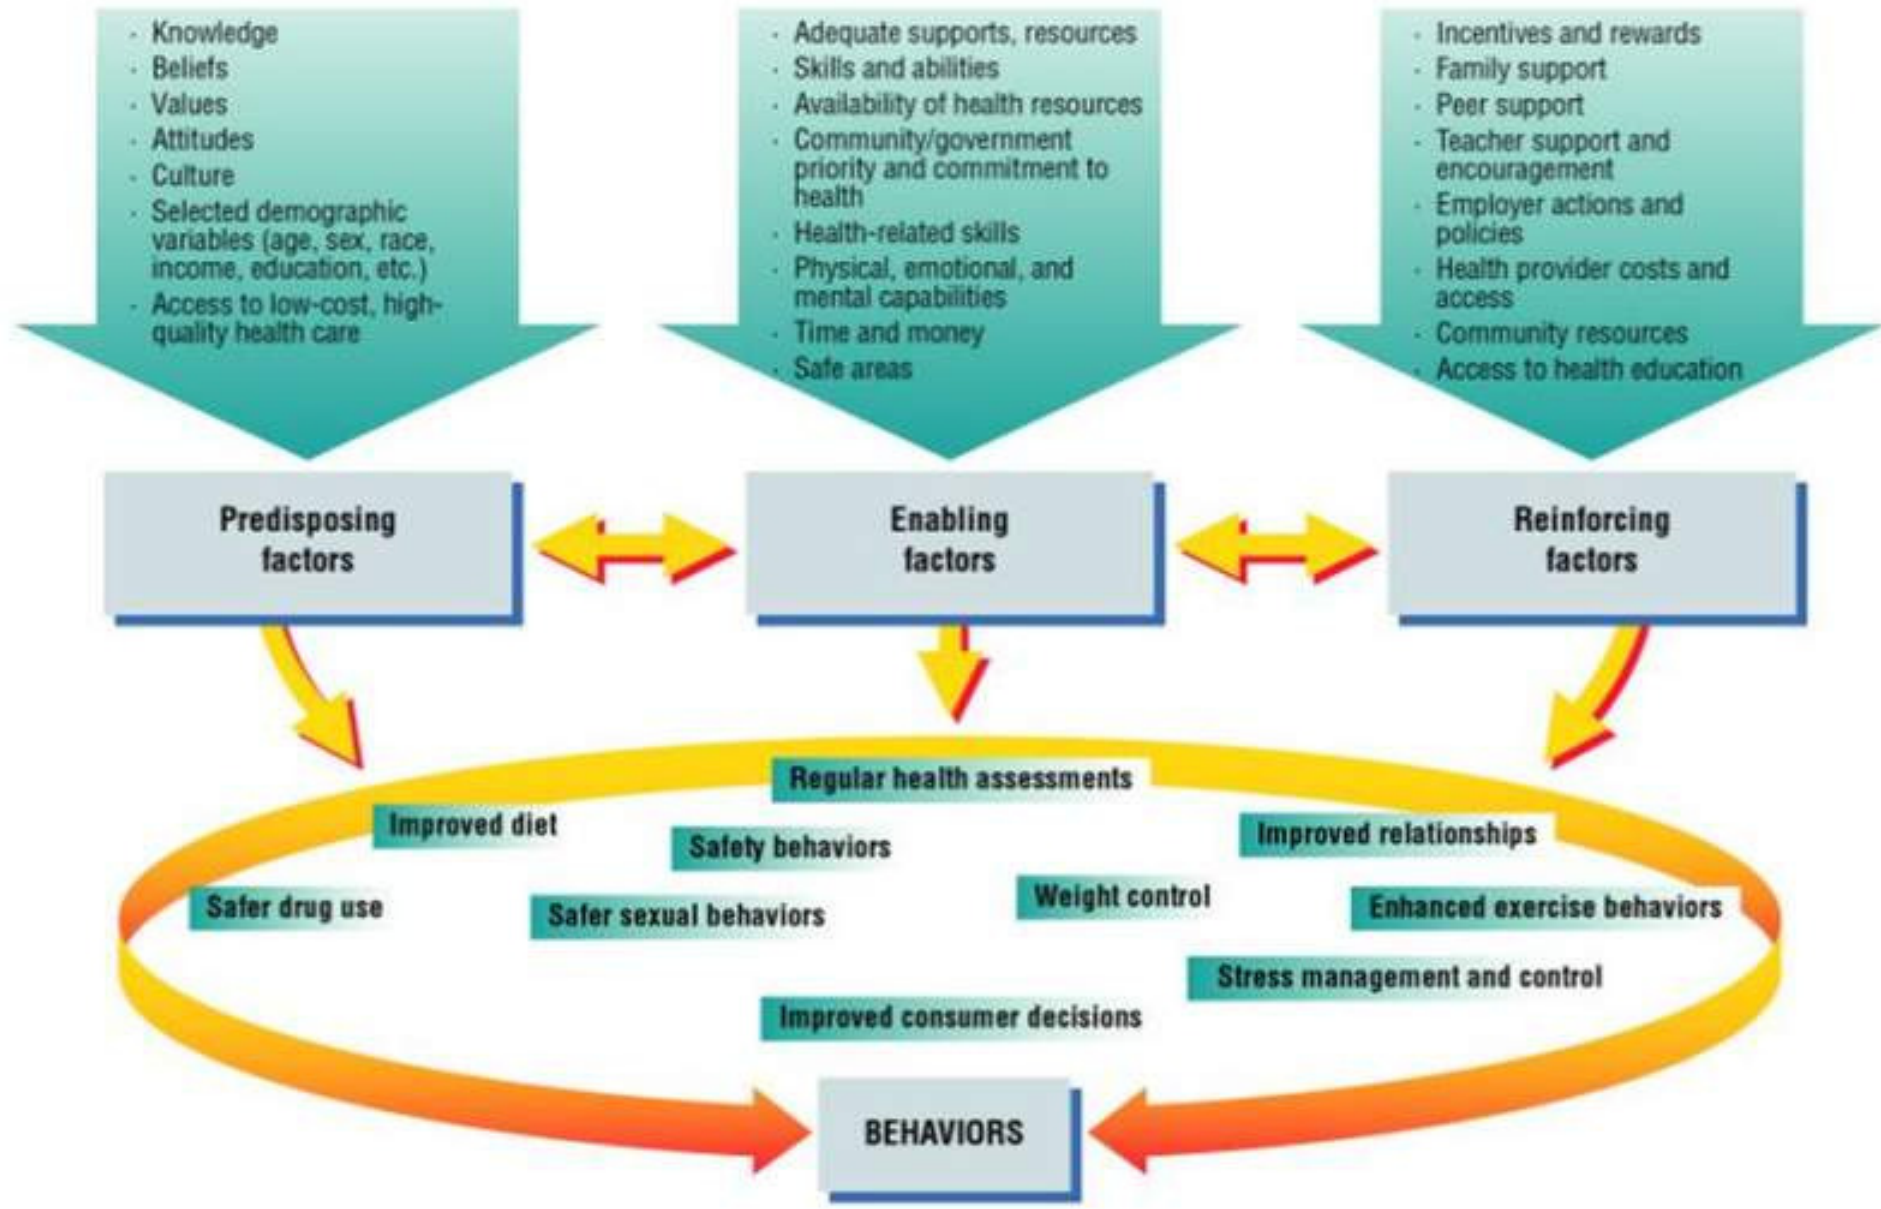 · Knowledge
· Beliefs
· Values
· Attitudes
· Culture
· Selected demographic
variables (age, sex, race,
income, education, etc.)
· Access to low-cost, high-
quality health care
· Adequate supports, resources
· Skills and abilities
· Availability of health resources
· Community/government
priority and commitment to
health
· Health-related skills
· Physical, emotional, and
mental capabilities
· Time and money
· Safe areas
· Incentives and rewards
· Family support
· Peer support
· Teacher support and
encouragement
· Employer actions and
policies
· Health provider costs and
access
· Community resources
· Access to health education
Predisposing
factors
Enabling
factors
Reinforcing
factors
Regular health assessments
Improved diet
Safety behaviors
Improved relationships
Safer drug use
Safer sexual behaviors
Weight control
Enhanced exercise behaviors
Stress management and control
Improved consumer decisions
BEHAVIORS